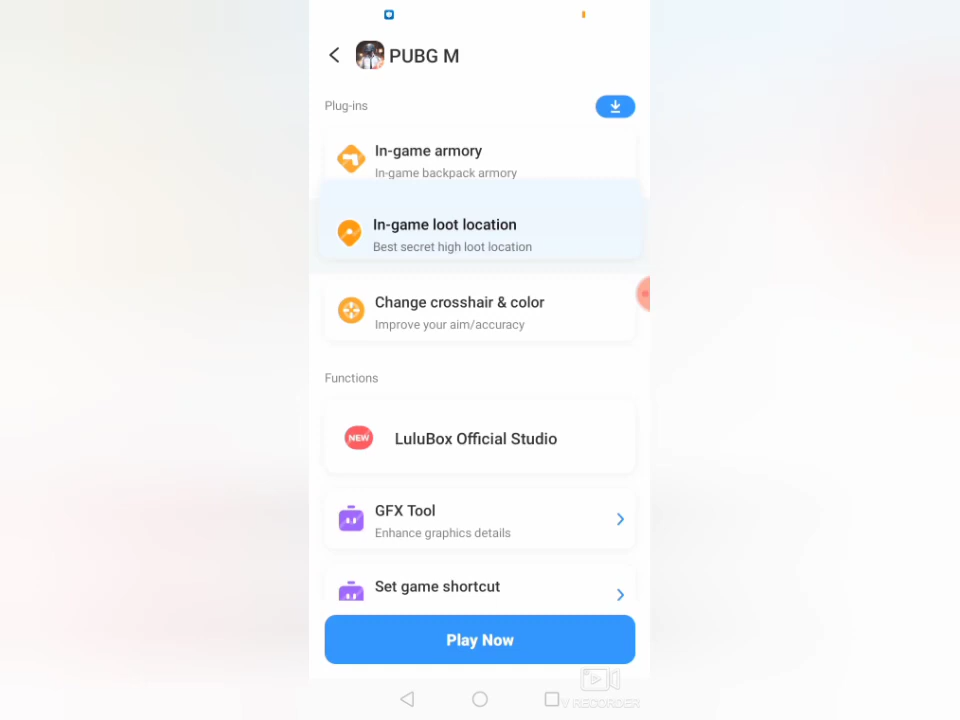 PUBG M
Plug-ins
In-game armory
In-game backpack armory
In-game loot location
Best secret high loot location
Change crosshair & color
Improve your aim/accuracy
Functions
NEW
LuluBox Official Studio
GFX Tool
Enhance graphics details
Set game shortcut
Play Now
V RECORDER